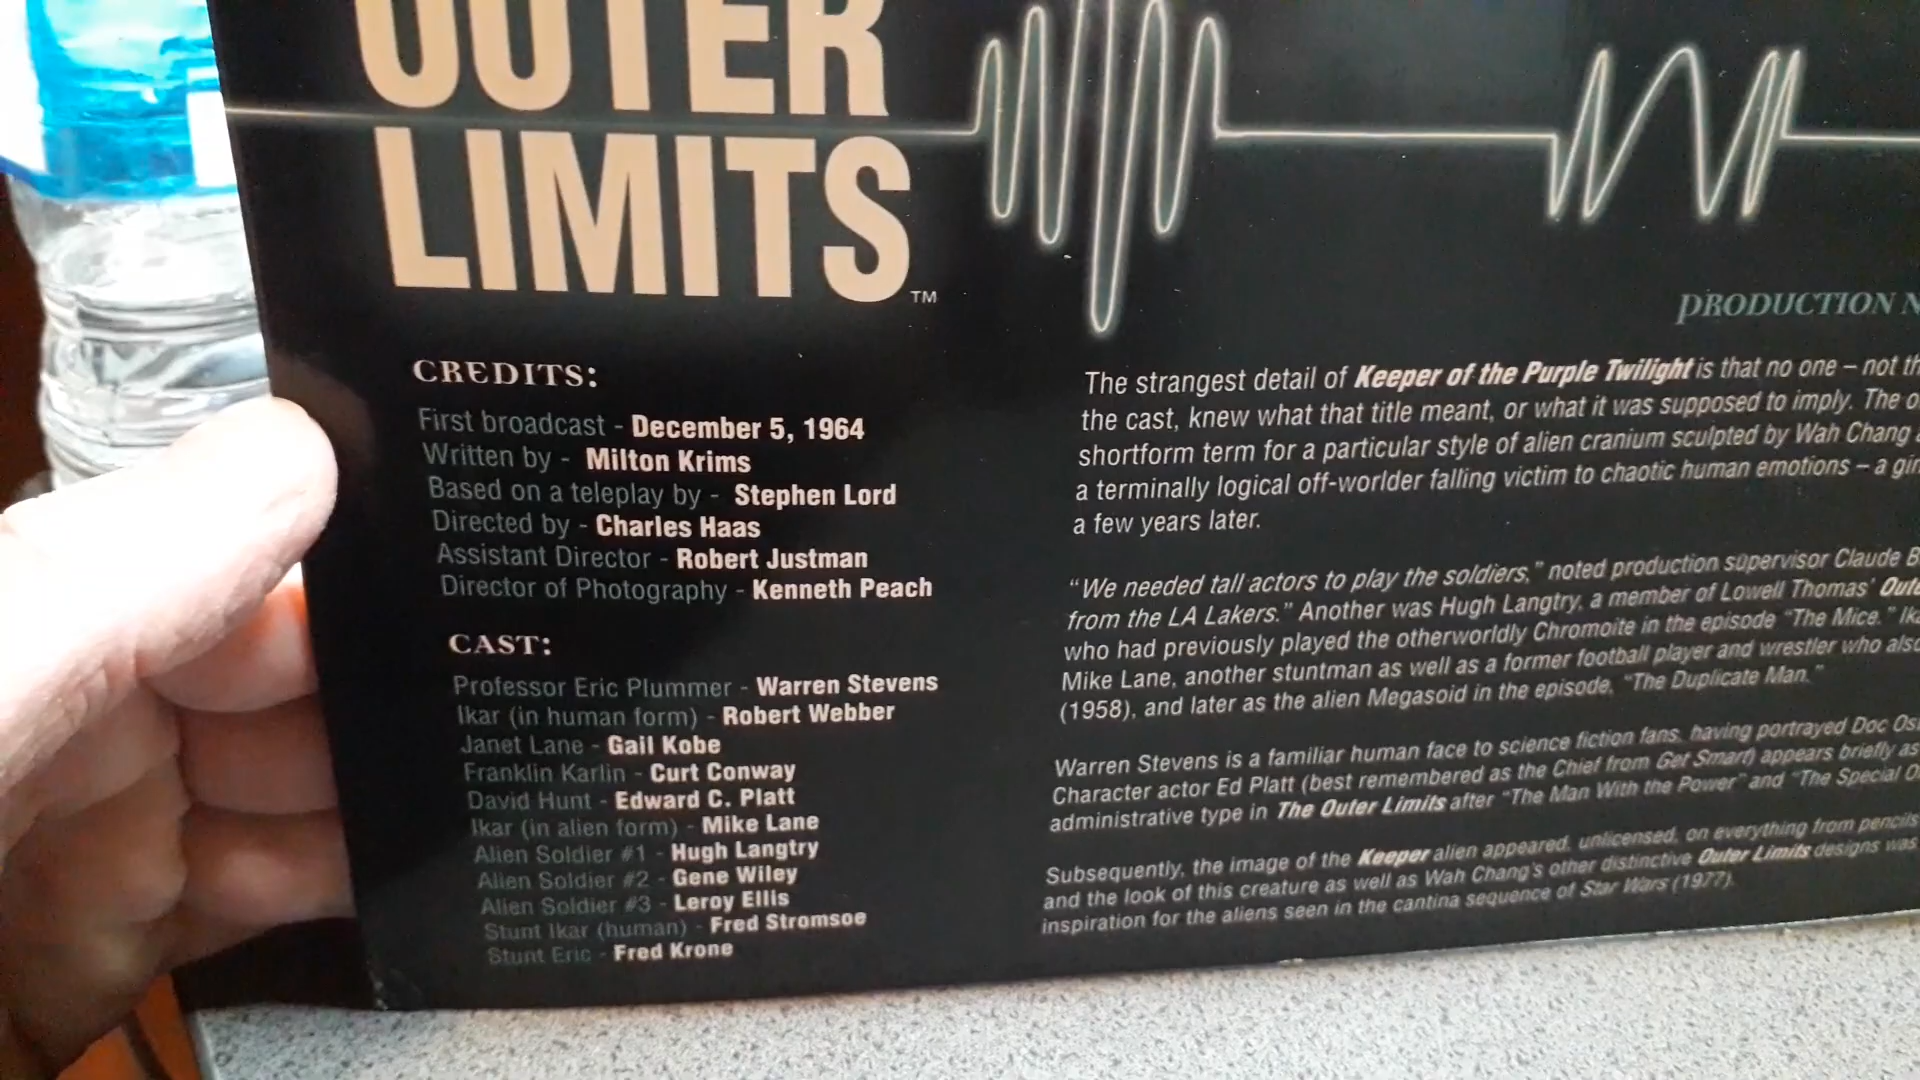 OUTER
LIMITS™
PRODUCTION N
CREDITS:
First broadcast - December 5, 1964
Written by - Milton Krims
Based on a teleplay by - Stephen Lord
Directed by - Charles Haas
Assistant Director - Robert Justman
Director of Photography - Kenneth Peach
CAST:
Professor Eric Plummer - Warren Stevens
Ikar (in human form) - Robert Webber
Janet Lane - Gail Kobe
Franklin Karlin - Curt Conway
David Hunt - Edward C. Platt
Ikar (in alien form) - Mike Lane
Alien Soldier #1 - Hugh Langtry
Alien Soldier #2 - Gene Wiley
Alien Soldier #3 - Leroy Ellis
Stunt Ikar (human) - Fred Stromsoe
Stunt Eric - Fred Krone
The strangest detail of Keeper of the Purple Twilight is that no one – not th
the cast, knew what that title meant, or what it was supposed to imply. The o
shortform term for a particular style of alien cranium sculpted by Wah Chang
a terminally logical off-worlder falling victim to chaotic human emotions – a gir
a few years later.
“We needed tall actors to play the soldiers,” noted production supervisor Claude B
from the LA Lakers.” Another was Hugh Langtry, a member of Lowell Thomas’ Oute
who had previously played the otherworldly Chromoite in the episode “The Mice.” Ika
Mike Lane, another stuntman as well as a former football player and wrestler who also
(1958), and later as the alien Megasoid in the episode, “The Duplicate Man.”
Warren Stevens is a familiar human face to science fiction fans, having portrayed Doc Os
Character actor Ed Platt (best remembered as the Chief from Get Smart) appears briefly as
administrative type in The Outer Limits after “The Man With the Power” and “The Special O
Subsequently, the image of the Keeper alien appeared, unlicensed, on everything from pencils
and the look of this creature as well as Wah Chang’s other distinctive Outer Limits designs was
inspiration for the aliens seen in the cantina sequence of Star Wars (1977).